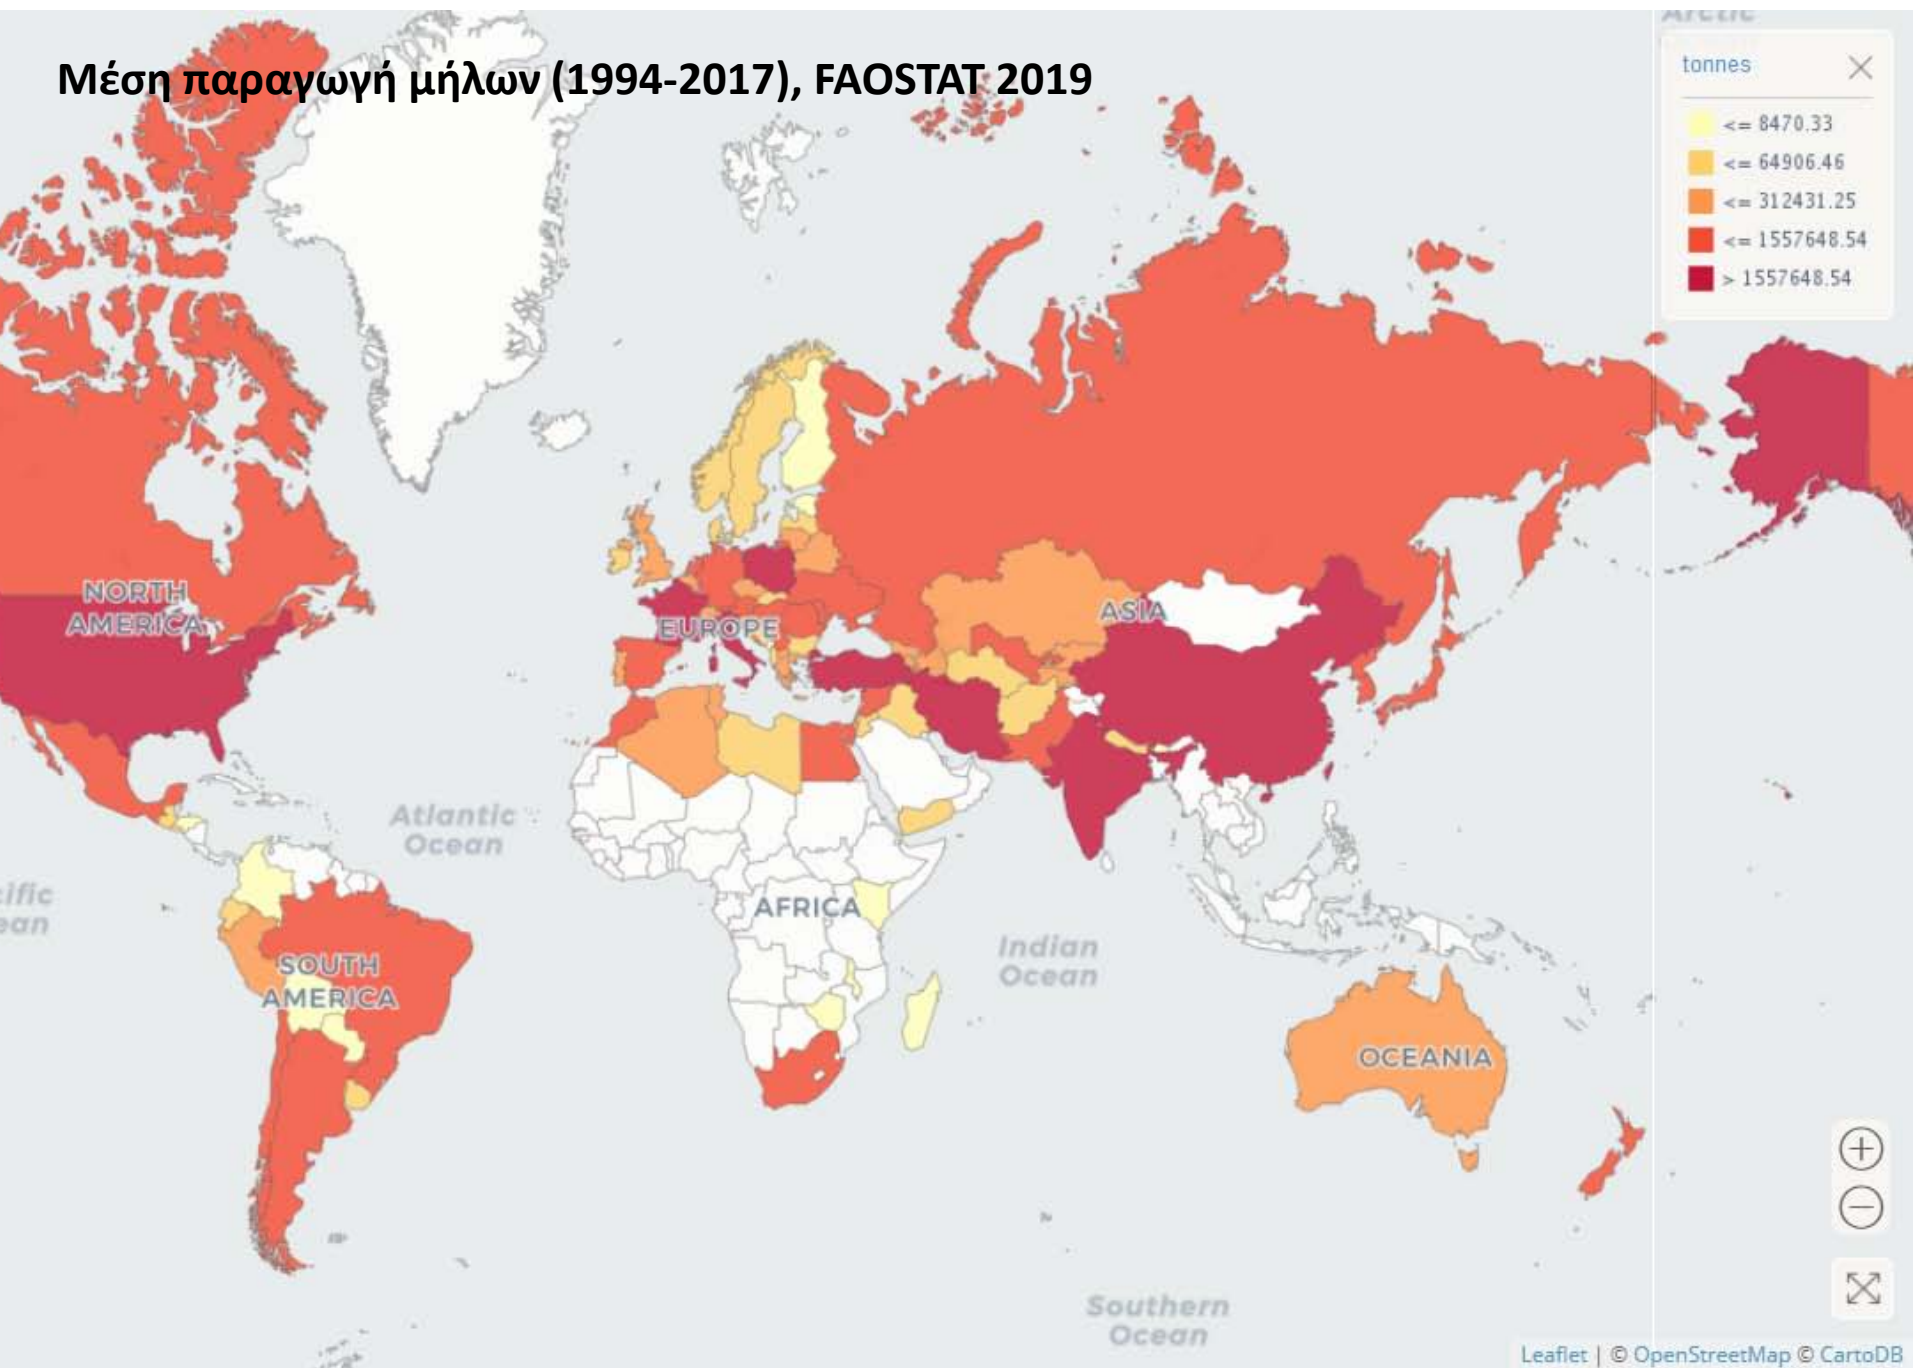 Arctic
Μέση παραγωγή μήλων (1994-2017), FAOSTAT 2019
tonnes
<= 8470.33
<= 64906.46
<= 312431.25
<= 1557648.54
> 1557648.54
NORTH
AMERICA
EUROPE
ASIA
Atlantic
Ocean
AFRICA
Indian
Ocean
SOUTH
AMERICA
OCEANIA
Southern
Ocean
Leaflet | © OpenStreetMap © CartoDB